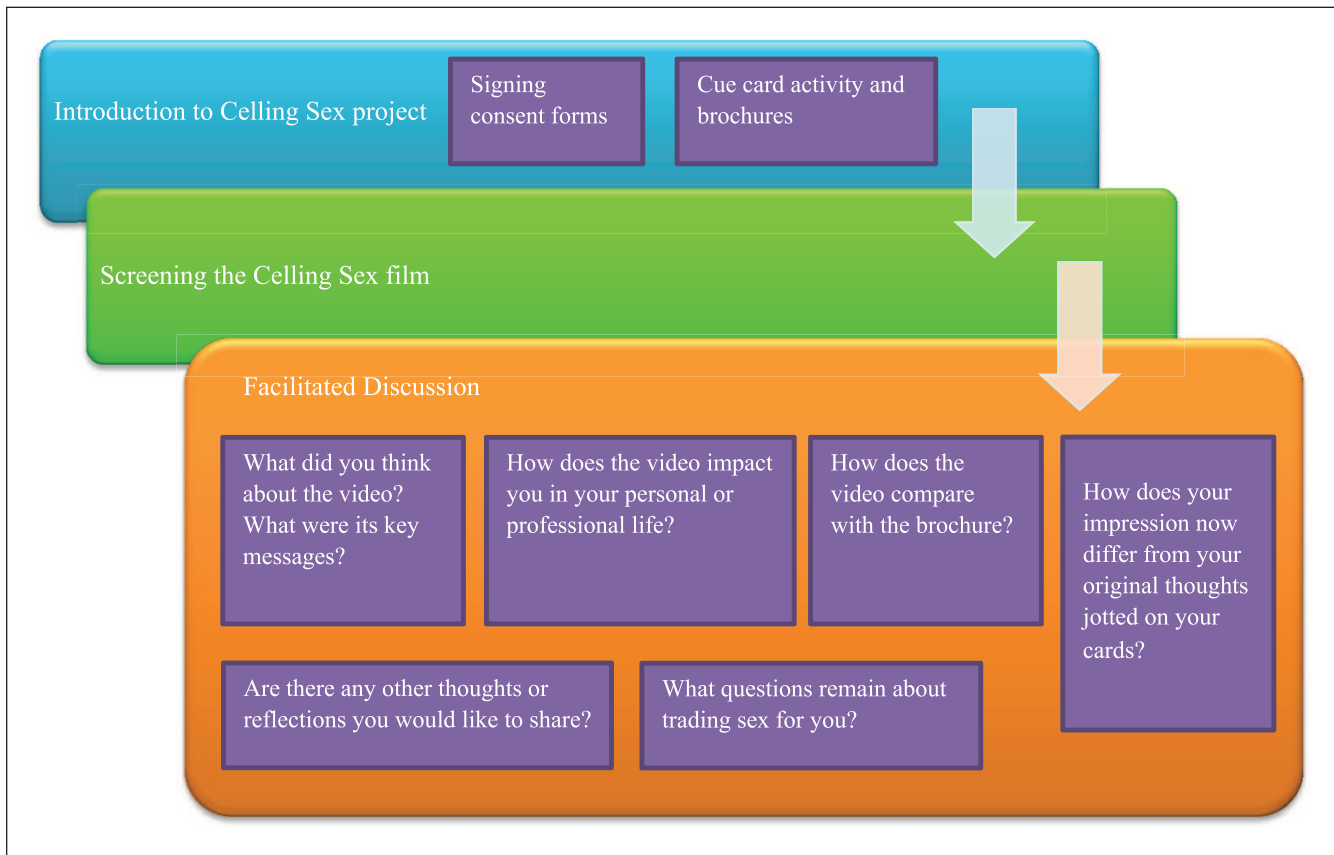 Introduction to Celling Sex project
Signing
consent forms
Cue card activity and
brochures
Screening the Celling Sex film
Facilitated Discussion
What did you think
about the video?
What were its key
messages?
How does the video impact
you in your personal or
professional life?
How does the
video compare
with the brochure?
How does your
impression now
differ from your
original thoughts
jotted on your
cards?
Are there any other thoughts or
reflections you would like to share?
What questions remain about
trading sex for you?